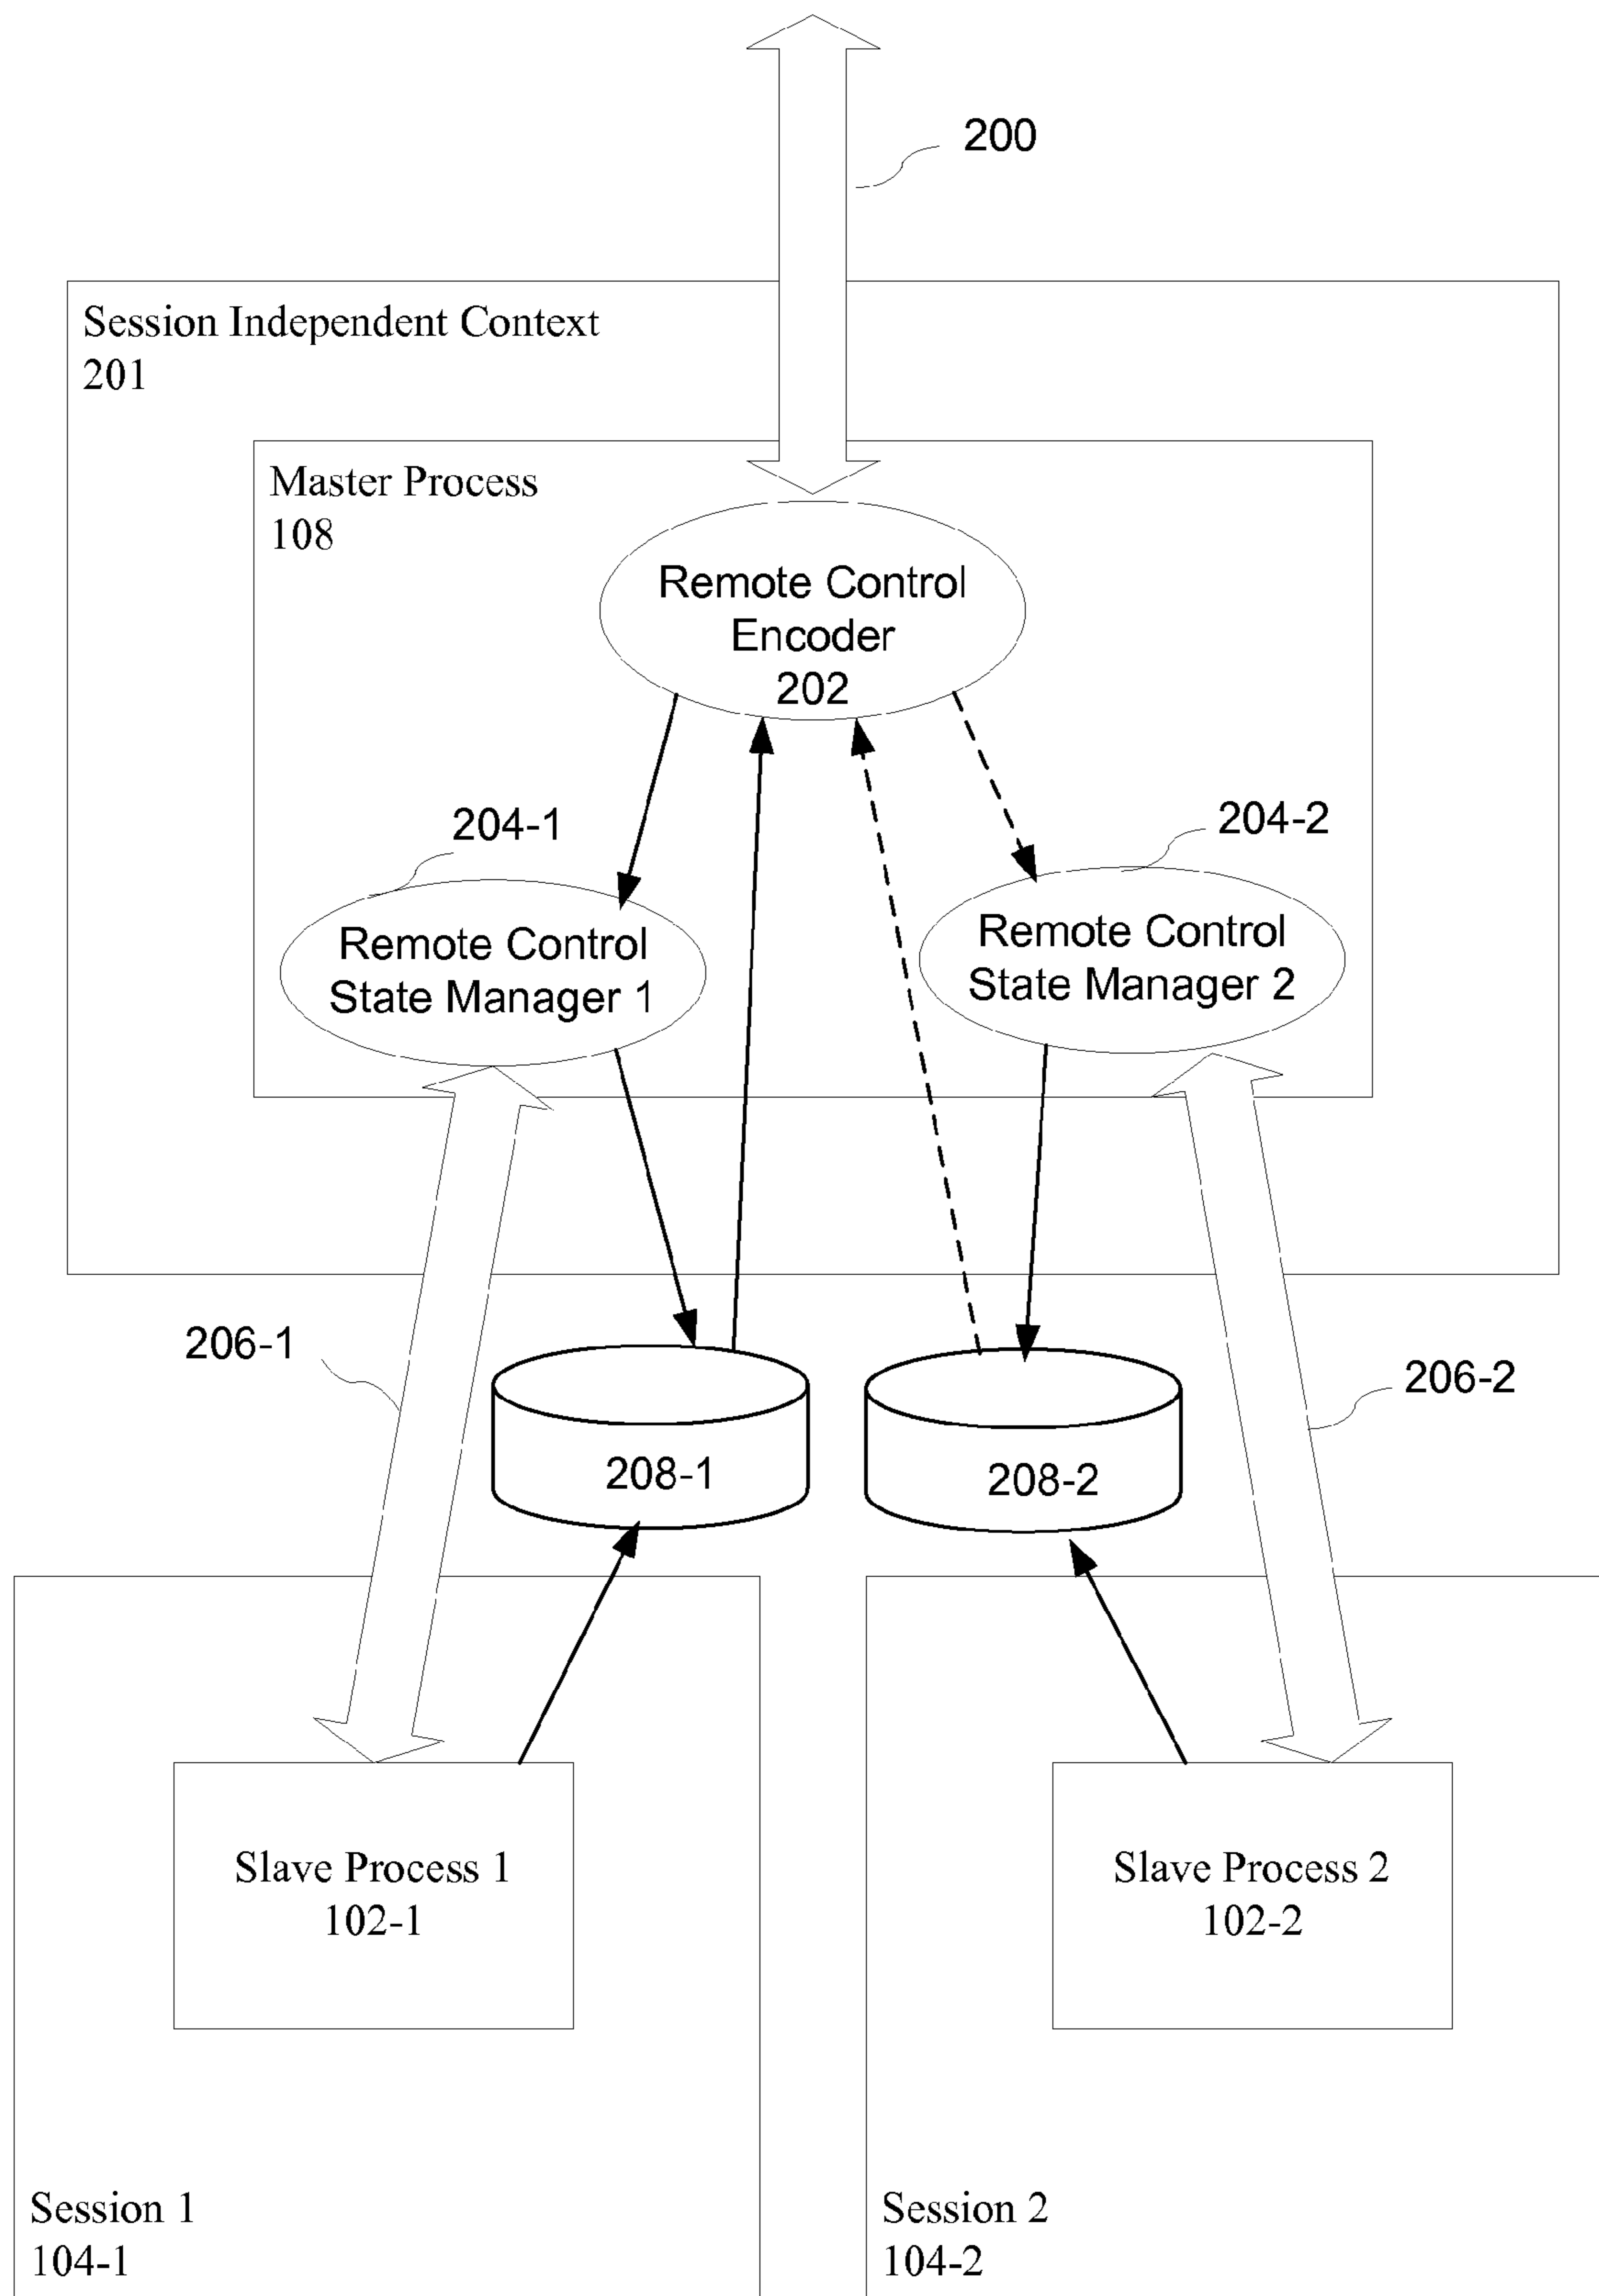 200
Session Independent Context
201
Master Process
108
Remote Control
Encoder
202
204-1
204-2
Remote Control
State Manager 1
Remote Control
State Manager 2
206-1
206-2
208-1
208-2
Slave Process 1
102-1
Slave Process 2
102-2
Session 1
104-1
Session 2
104-2